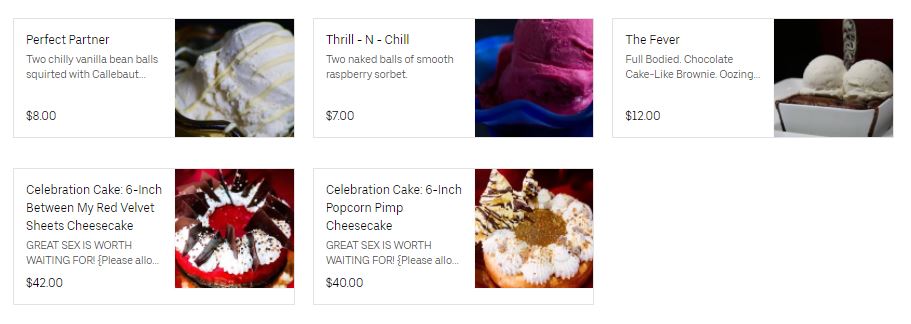 Perfect Partner
Two chilly vanilla bean balls
squirted with Callebaut...
$8.00
Thrill - N - Chill
Two naked balls of smooth
raspberry sorbet.
$7.00
The Fever
Full Bodied. Chocolate
Cake-Like Brownie. Oozing...
$12.00
Celebration Cake: 6-Inch
Between My Red Velvet
Sheets Cheesecake
GREAT SEX IS WORTH
WAITING FOR! {Please allo...
$42.00
Celebration Cake: 6-Inch
Popcorn Pimp
Cheesecake
GREAT SEX IS WORTH
WAITING FOR! {Please allo...
$40.00